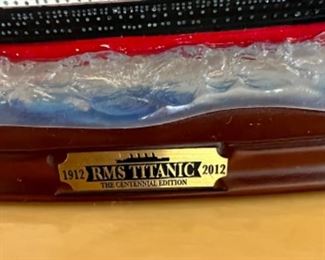 1912 RMS TITANIC 2012
THE CENTENNIAL EDITION